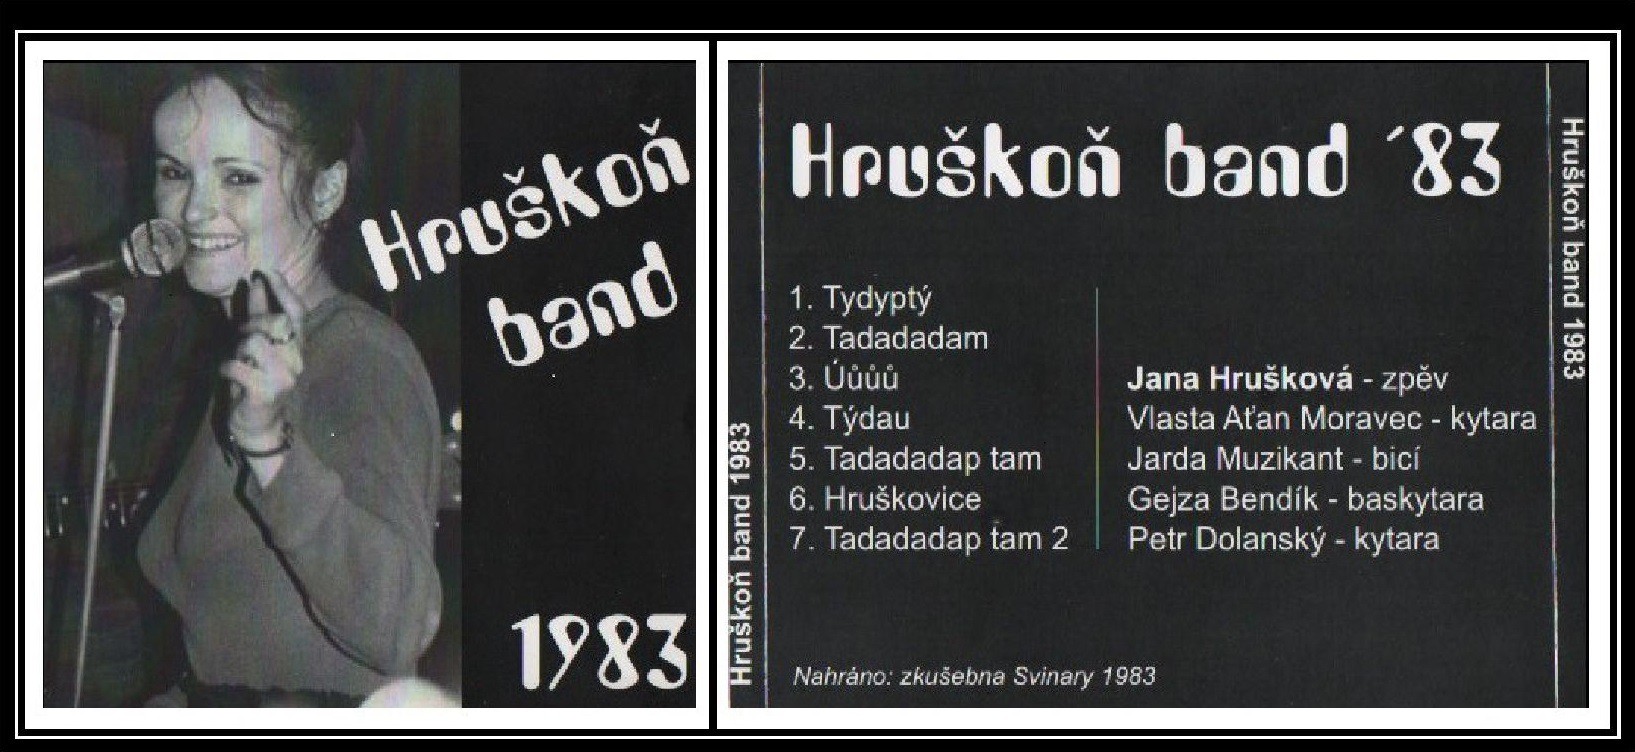 Hruškoň
band
1983
Hruškoň band 1983
Hruškoň band ´83
1. Tydyptý
2. Tadadadam
3. Úůůů
4. Týdau
5. Tadadadap tam
6. Hruškovice
7. Tadadadap tam 2
Jana Hrušková - zpěv
Vlasta Aťan Moravec - kytara
Jarda Muzikant - bicí
Gejza Bendík - baskytara
Petr Dolanský - kytara
Nahráno: zkušebna Svinary 1983
Hruškoň band 1983